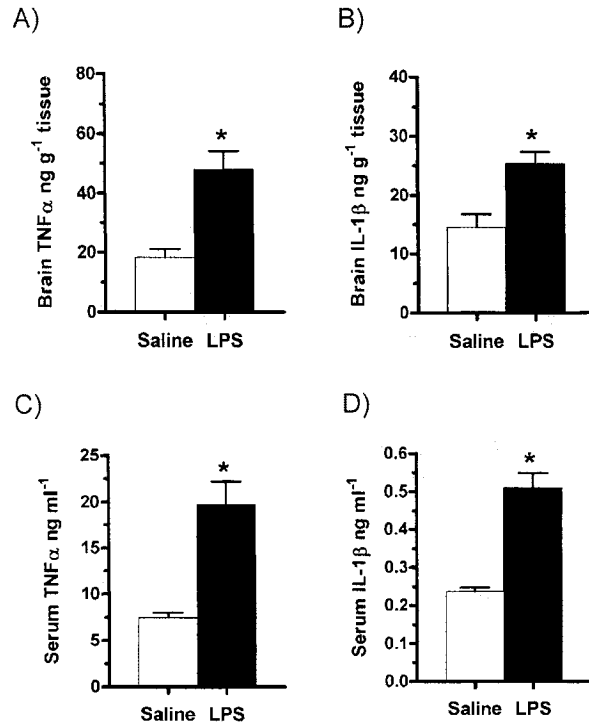 A)
80
60
40
20
0
Brain TNFα ng g⁻¹ tissue
*
Saline LPS
B)
40
30
20
10
0
Brain IL-1β ng g⁻¹ tissue
*
Saline LPS
C)
25
20
15
10
5
0
Serum TNFα ng ml⁻¹
*
Saline LPS
D)
0.6
0.5
0.4
0.3
0.2
0.1
0.0
Serum IL-1β ng ml⁻¹
*
Saline LPS